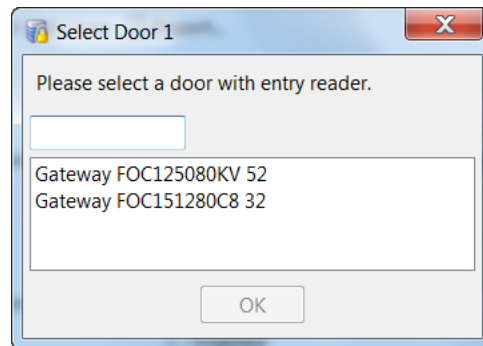 Select Door 1
Please select a door with entry reader.
Gateway FOC125080KV 52
Gateway FOC151280C8 32
OK